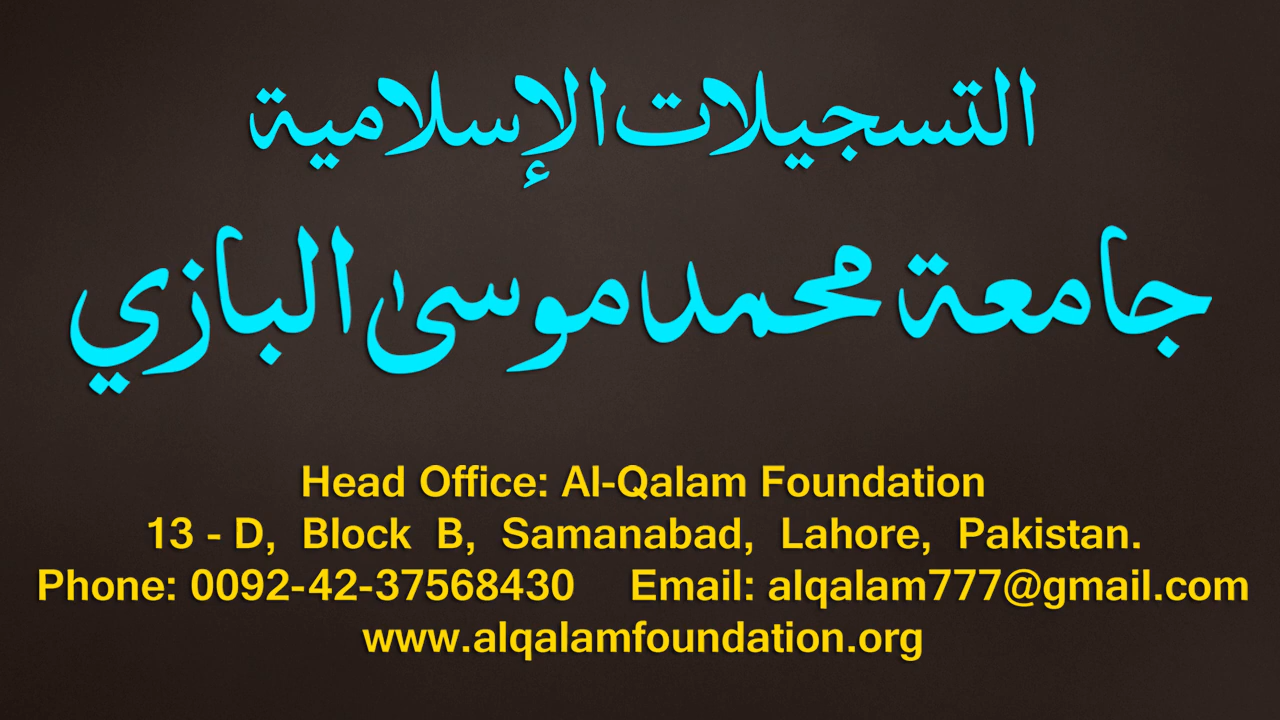 التسجيلات الإسلامية
جامعة محمد موسىٰ البازي
Head Office: Al-Qalam Foundation
13 - D, Block B, Samanabad, Lahore, Pakistan.
Phone: 0092-42-37568430 Email: alqalam777@gmail.com
www.alqalamfoundation.org